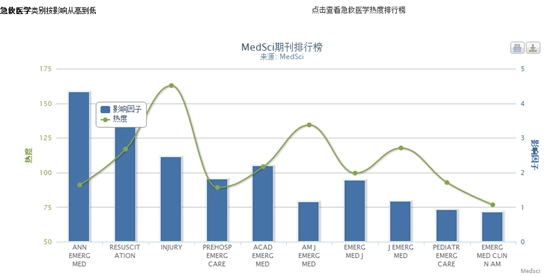 急救医学类别按影响从高到低
点击查看急救医学热度排行榜
MedSci期刊排行榜
来源: MedSci
175
150
125
100
75
50
5
4
3
2
1
0
热度
影响因子
影响因子
热度
ANN
EMERG
MED
RESUSCIT
ATION
INJURY
PREHOSP
EMERG
CARE
ACAD
EMERG
MED
AM J
EMERG
MED
EMERG
MED J
J EMERG
MED
PEDIATR
EMERG
CARE
EMERG
MED CLIN
N AM
Medsci